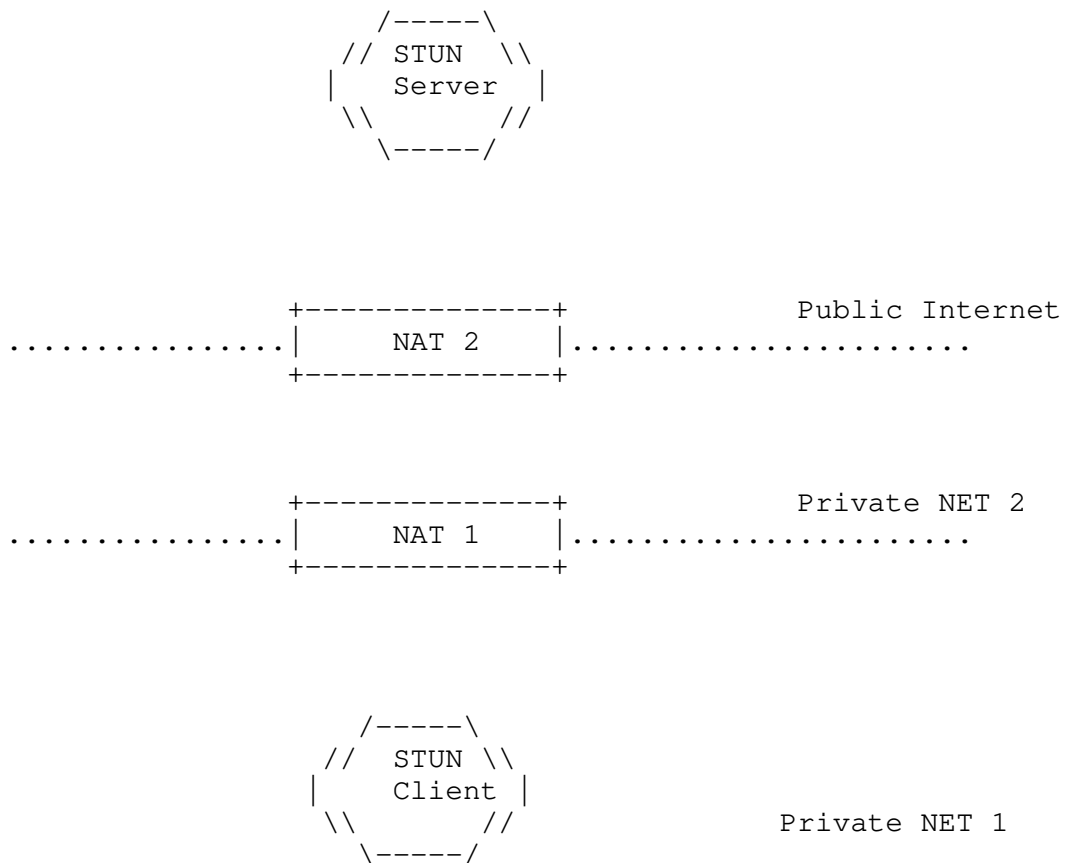 STUN
Server
Public Internet
NAT 2
Private NET 2
NAT 1
STUN
Client
Private NET 1